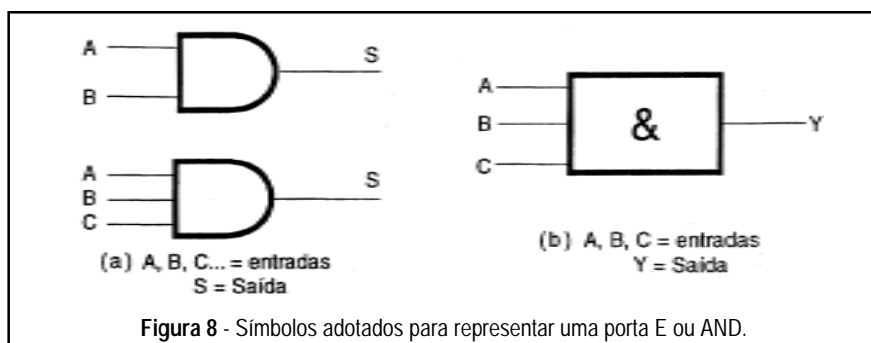 A
B
S
A
B
C
S
(a) A, B, C... = entradas
S = Saída
A
B
C
&
Y
(b) A, B, C = entradas
Y = Saída
Figura 8 - Símbolos adotados para representar uma porta E ou AND.